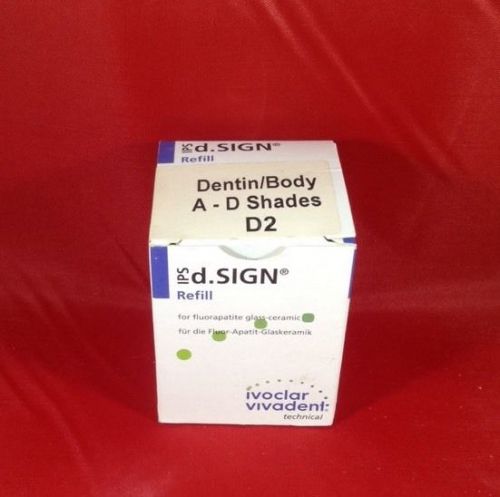 IPS d.SIGN®
Refill
Dentin/Body
A - D Shades
D2
IPS d.SIGN®
Refill
for fluorapatite glass-ceramic
für die Fluor-Apatit-Glaskeramik
ivoclar
vivadent:
technical